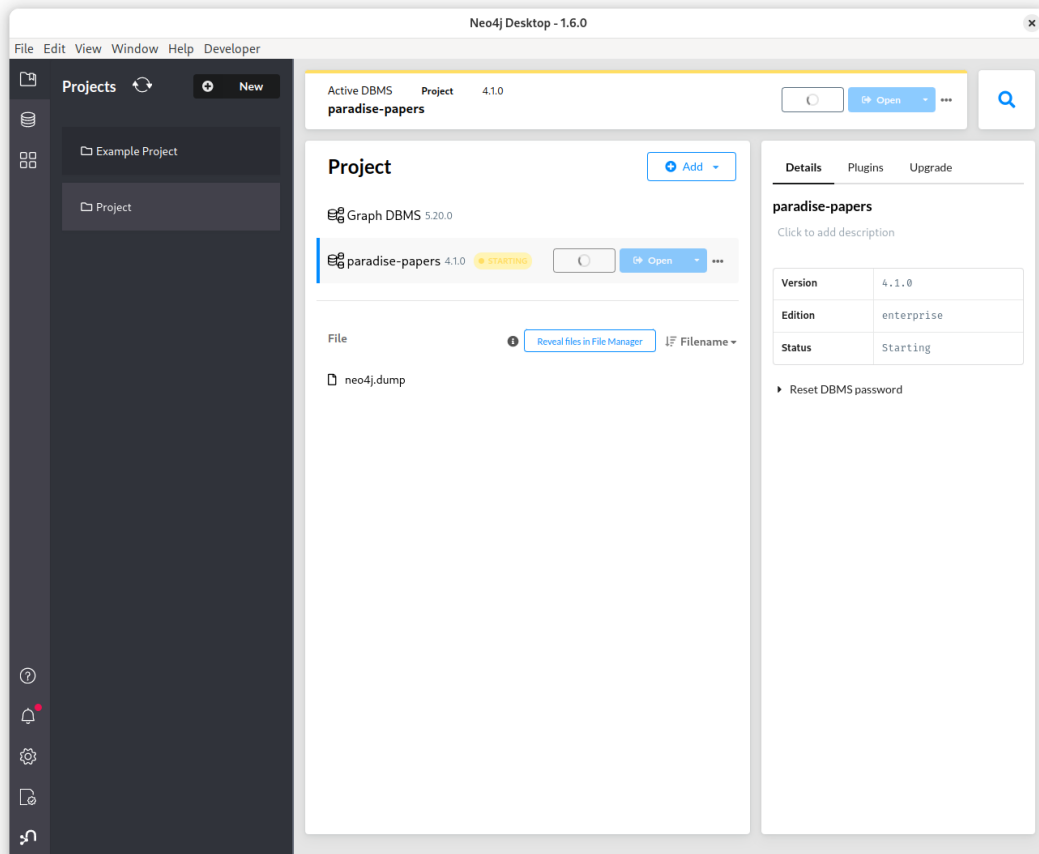 Neo4j Desktop - 1.6.0
File Edit View Window Help Developer
Projects
New
Example Project
Project
Active DBMS Project 4.1.0
paradise-papers
Open
Project
Add
Graph DBMS 5.20.0
paradise-papers 4.1.0 STARTING Open
File
Reveal files in File Manager
Filename
neo4j.dump
Details Plugins Upgrade
paradise-papers
Click to add description
Version 4.1.0
Edition enterprise
Status Starting
Reset DBMS password